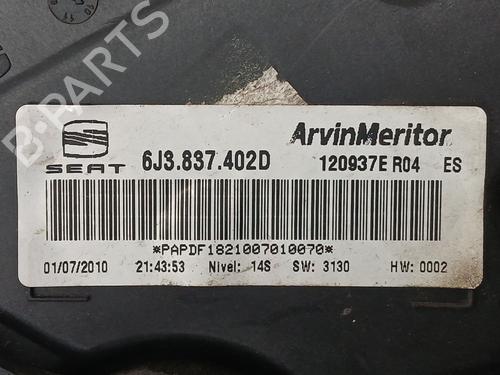 B-PARTS
SEAT 6J3.837.402D ArvinMeritor
120937E R04 ES
*PAPDF1821007010070*
01/07/2010 21:43:53 Nivel: 14S SW: 3130 HW: 0002